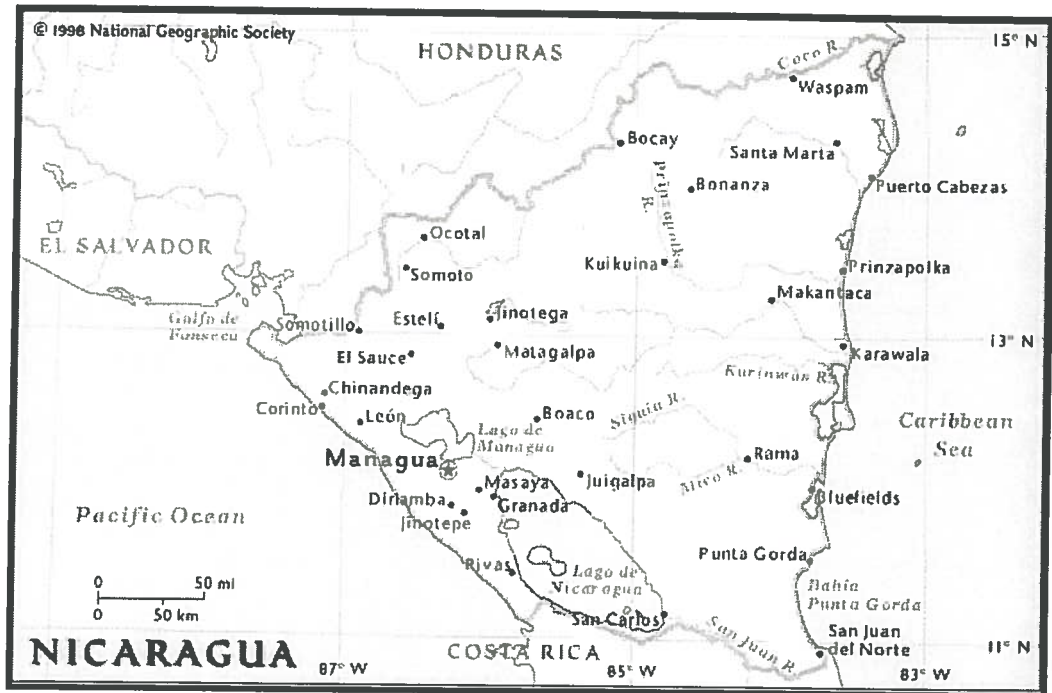 © 1998 National Geographic Society
HONDURAS
15° N
Coco R.
Waspam
Bocay
Santa Marta
Prinzapolka
R.
Bonanza
Puerto Cabezas
Ocotal
EL SALVADOR
Somoto
Kuikuina
Prinzapolka
Makantaca
Golfo de
Fonseca
Somotillo
Estelí
Jinotega
13° N
El Sauce
Matagalpa
Karawala
Kurinwás R.
Chinandega
Corinto
León
Boaco
Siquia R.
Lago de
Managua
Caribbean
Sea
Managua
Rama
Mico R.
Juigalpa
Masaya
Granada
Bluefields
Diriamba
Jinotepe
Pacific Ocean
Punta Gorda
Rivas
Lago de
Nicaragua
0 50 mi
0 50 km
Bahía
Punta Gorda
San Carlos
San Juan R.
San Juan
del Norte
11° N
NICARAGUA
COSTA RICA
87° W
85° W
83° W